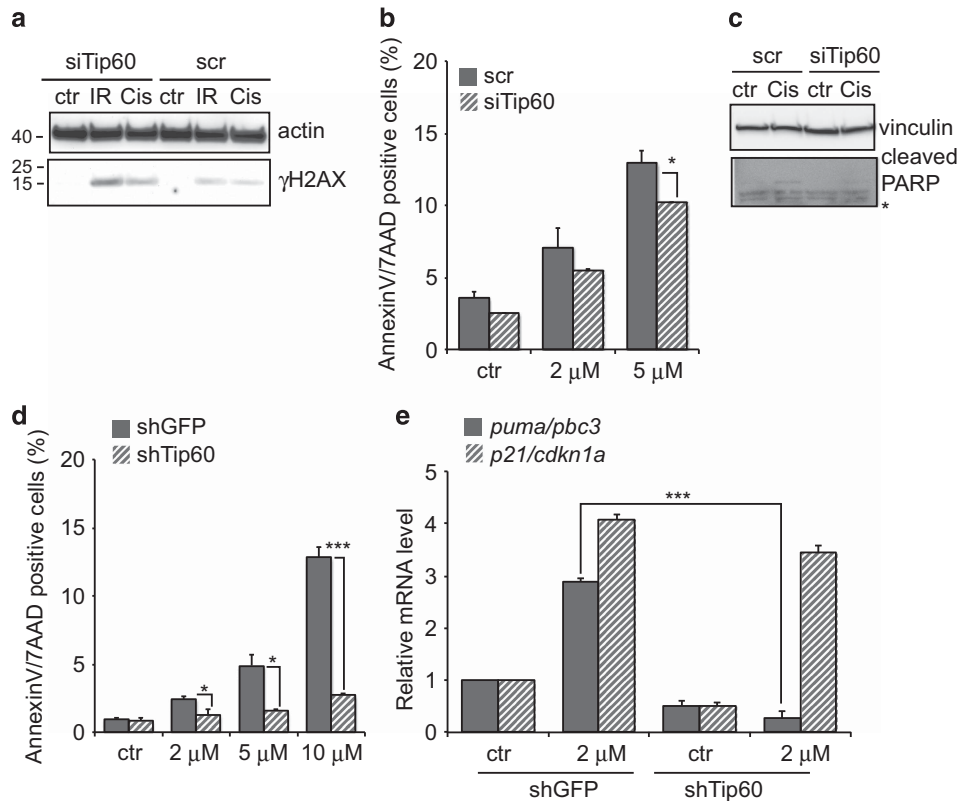 a
siTip60 scr
ctr IR Cis ctr IR Cis
40 - actin
25 -
15 - γH2AX
b
AnnexinV/7AAD positive cells (%)
scr
siTip60
20
15
10
5
0
*
ctr 2 μM 5 μM
c
scr siTip60
ctr Cis ctr Cis
vinculin
cleaved
PARP
*
d
AnnexinV/7AAD positive cells (%)
shGFP
shTip60
20
15
10
5
0
* * ***
ctr 2 μM 5 μM 10 μM
e
puma/pbc3
p21/cdkn1a
Relative mRNA level
5
4
3
2
1
0
***
ctr 2 μM ctr 2 μM
shGFP shTip60